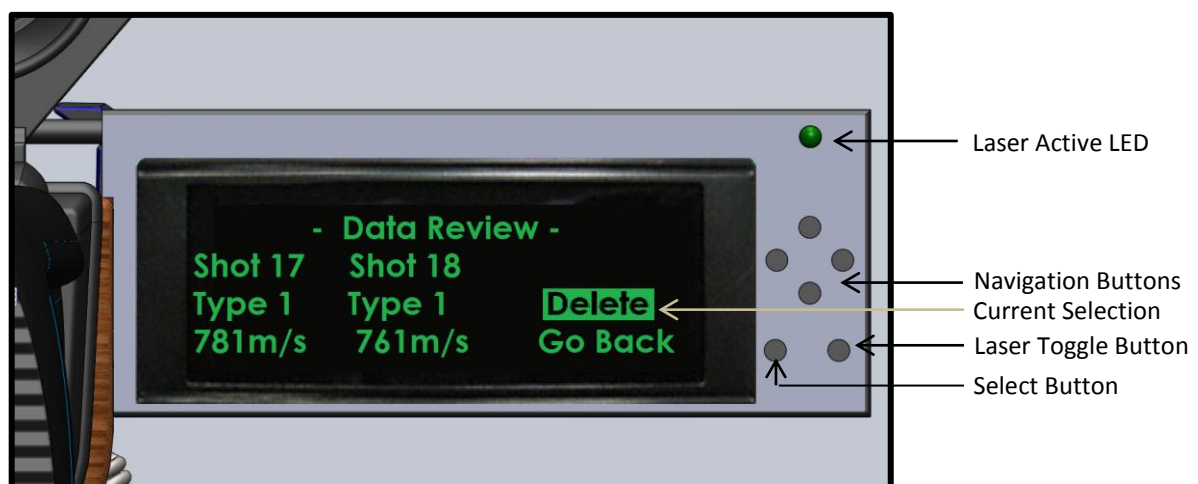 - Data Review -
Shot 17 Shot 18
Type 1 Type 1 Delete
781m/s 761m/s Go Back
Laser Active LED
Navigation Buttons
Current Selection
Laser Toggle Button
Select Button